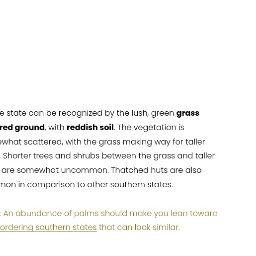 e state can be recognized by the lush, green grass
red ground, with reddish soil. The vegetation is
what scattered, with the grass making way for taller
. Shorter trees and shrubs between the grass and taller
are somewhat uncommon. Thatched huts are also
mon in comparison to other southern states.
: An abundance of palms should make you lean toward
ordering southern states that can look similar.